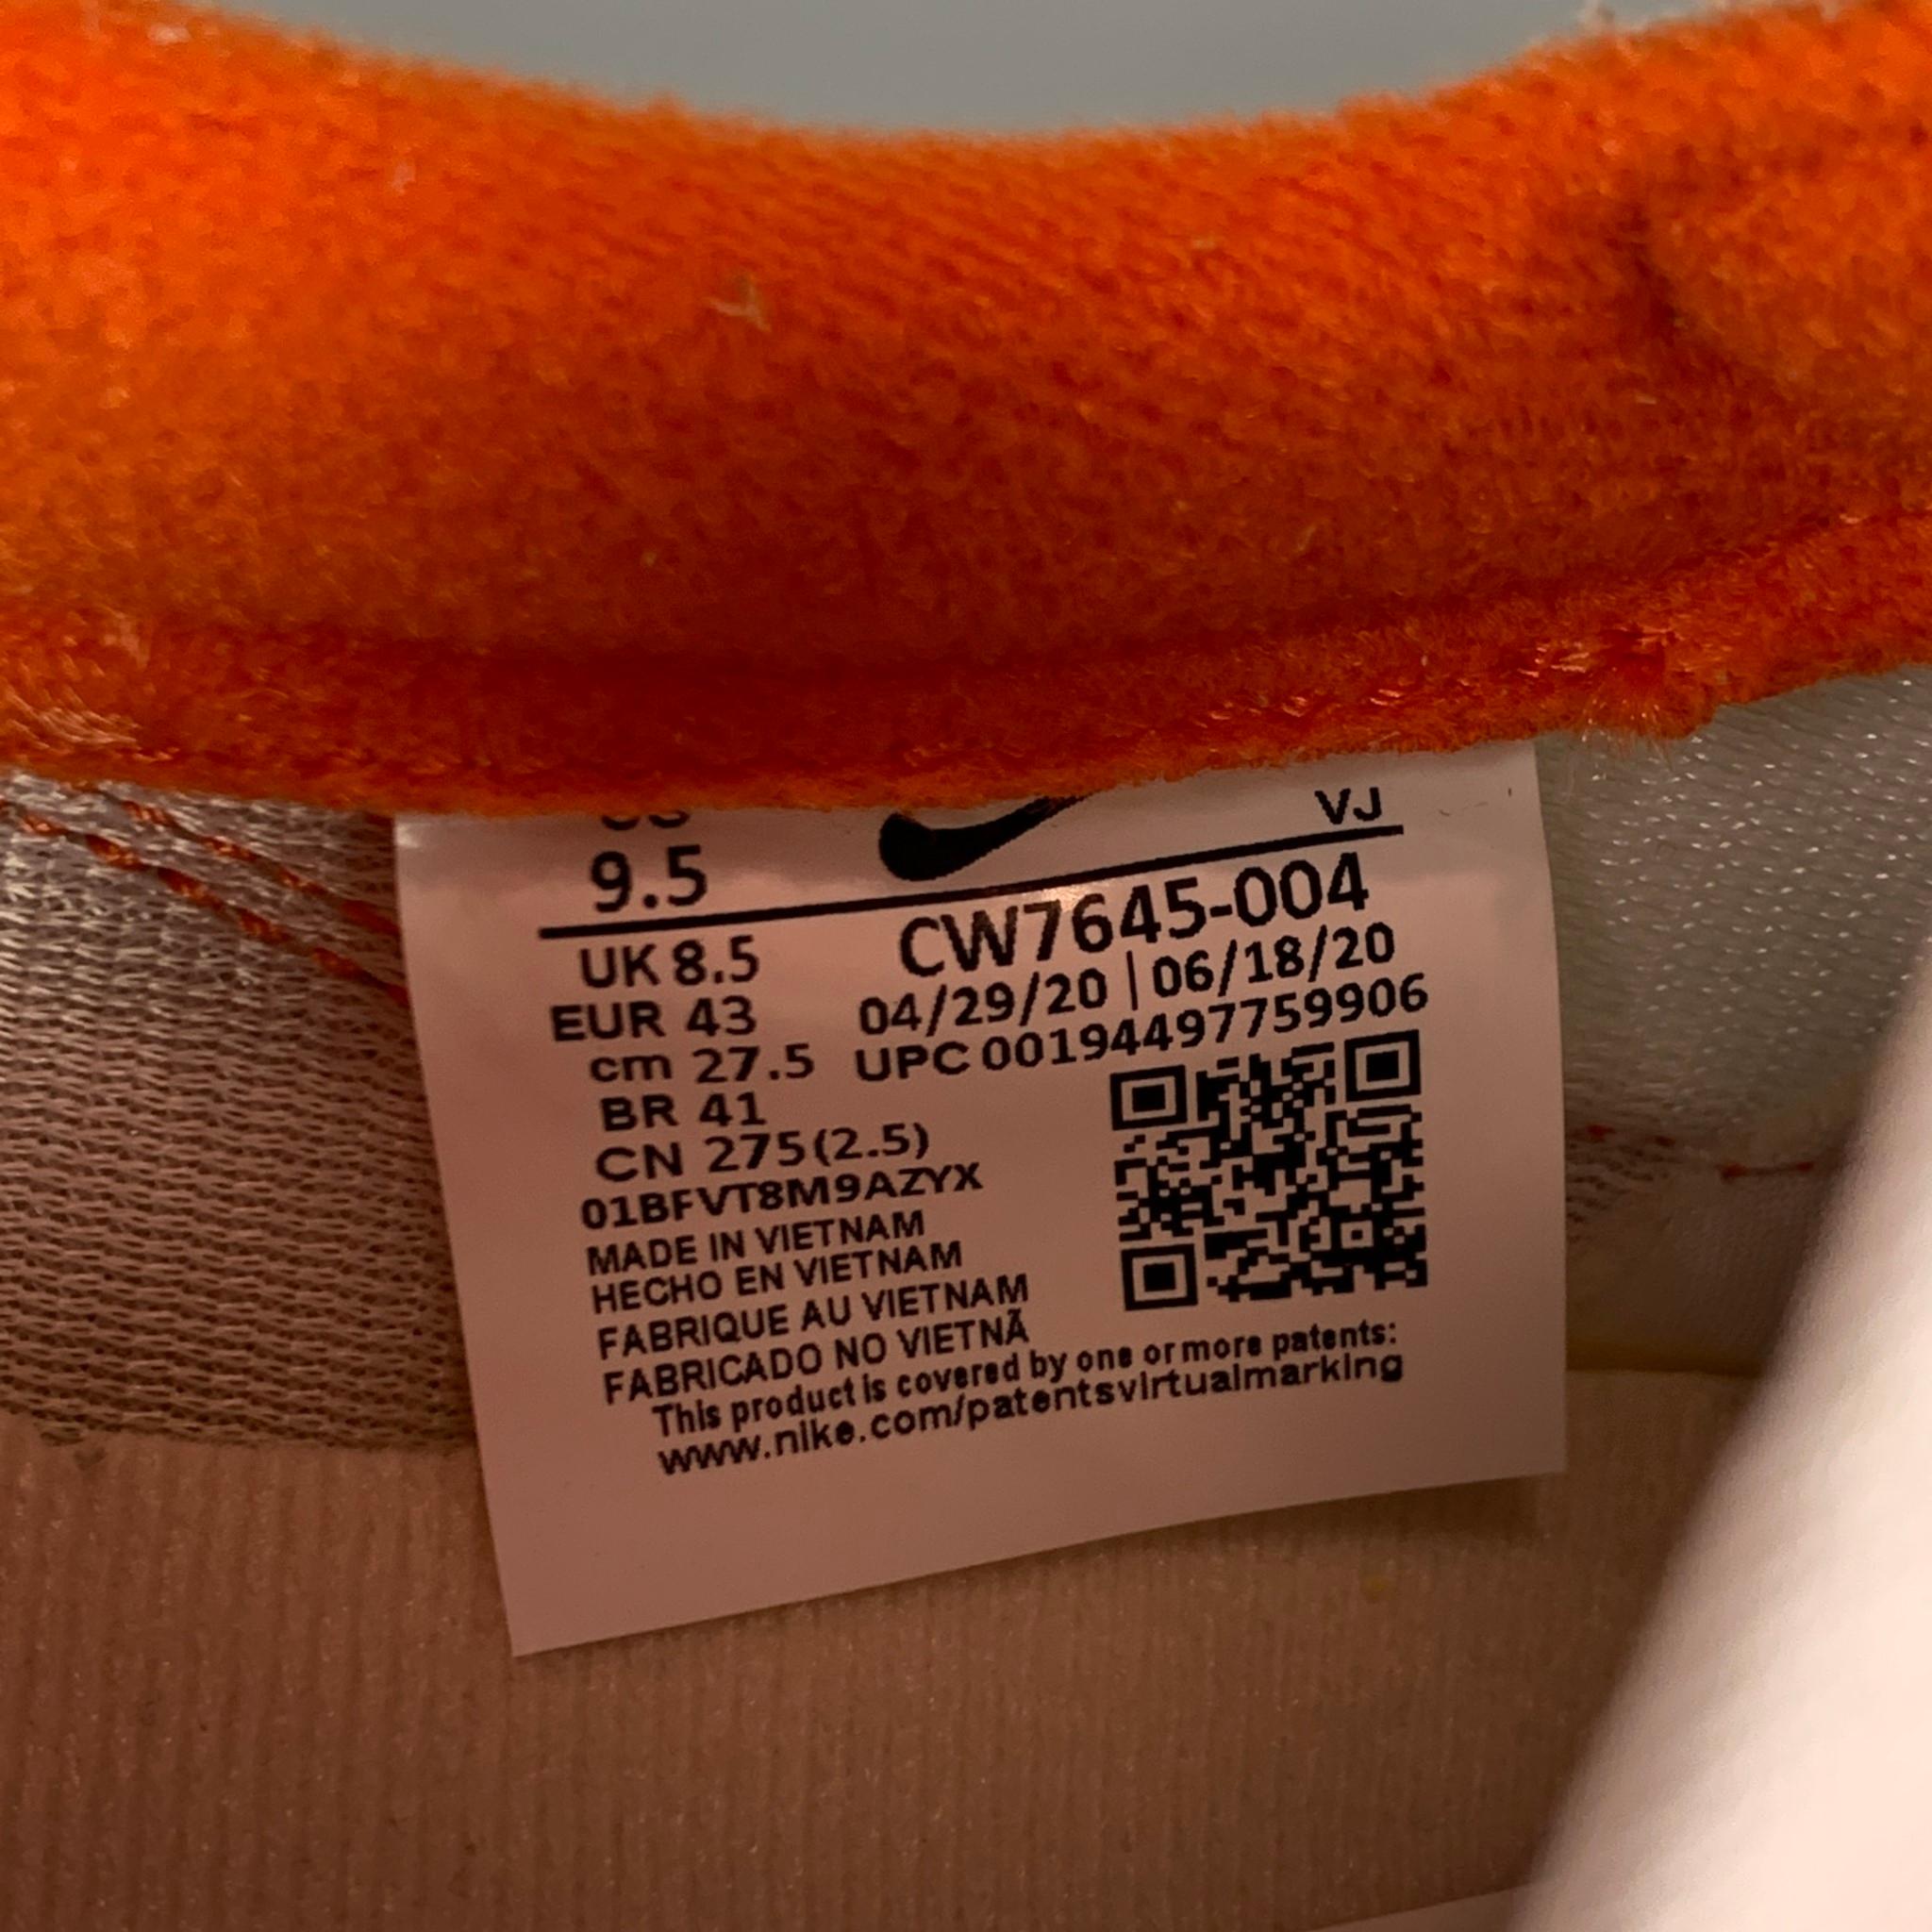 US
9.5
VJ
CW7645-004
UK 8.5
04/29/20 | 06/18/20
EUR 43
UPC 00194497759906
cm 27.5
BR 41
CN 275(2.5)
01BFVT8M9AZYX
MADE IN VIETNAM
HECHO EN VIETNAM
FABRIQUE AU VIETNAM
FABRICADO NO VIETNÃ
This product is covered by one or more patents:
www.nike.com/patentsvirtualmarking